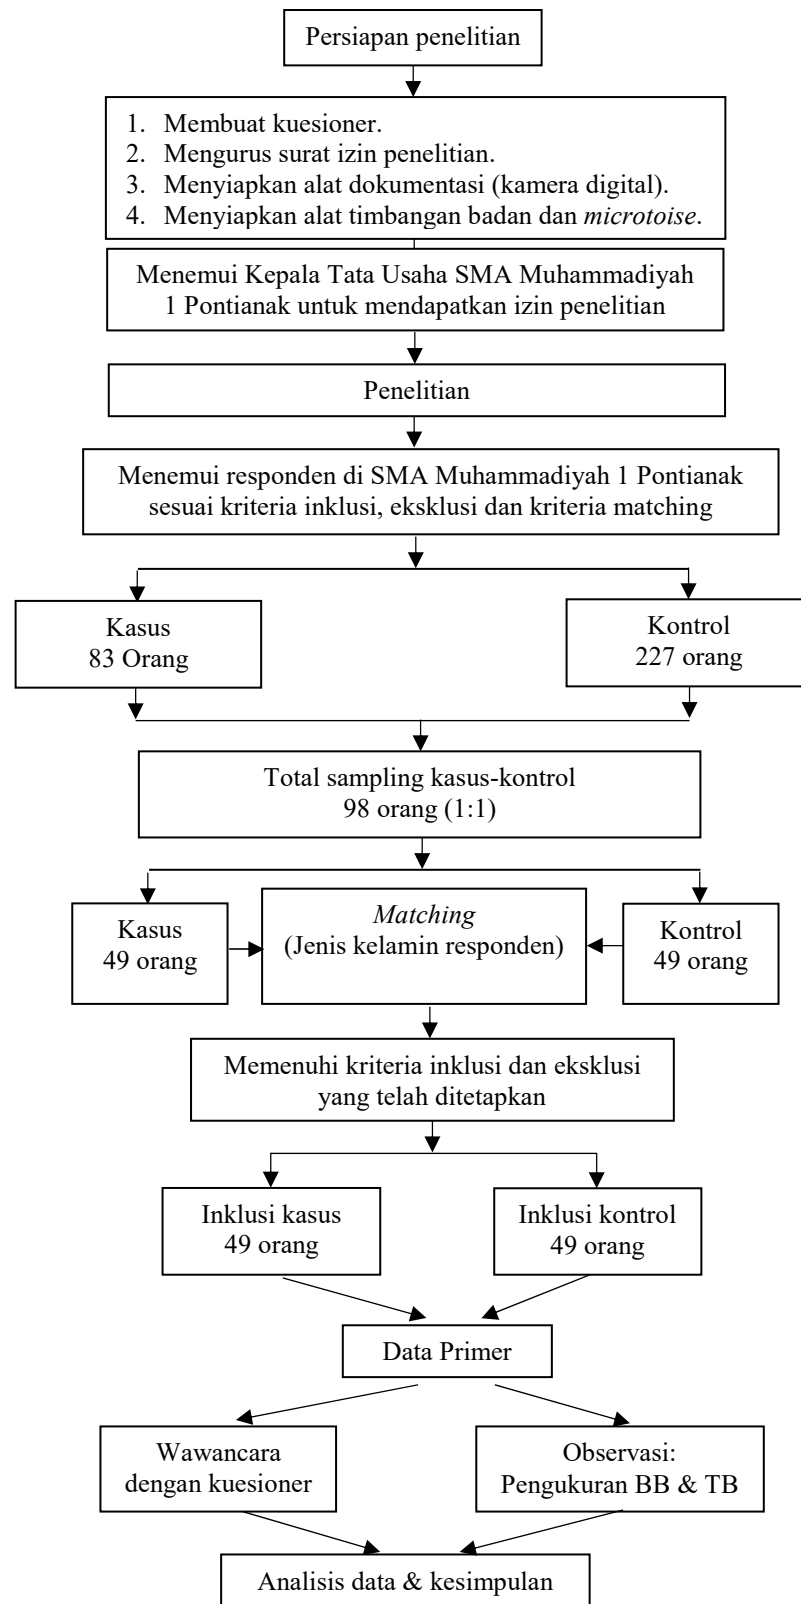 Persiapan penelitian
1. Membuat kuesioner.
2. Mengurus surat izin penelitian.
3. Menyiapkan alat dokumentasi (kamera digital).
4. Menyiapkan alat timbangan badan dan microtoise.
Menemui Kepala Tata Usaha SMA Muhammadiyah
1 Pontianak untuk mendapatkan izin penelitian
Penelitian
Menemui responden di SMA Muhammadiyah 1 Pontianak
sesuai kriteria inklusi, eksklusi dan kriteria matching
Kasus
83 Orang
Kontrol
227 orang
Total sampling kasus-kontrol
98 orang (1:1)
Kasus
49 orang
Matching
(Jenis kelamin responden)
Kontrol
49 orang
Memenuhi kriteria inklusi dan eksklusi
yang telah ditetapkan
Inklusi kasus
49 orang
Inklusi kontrol
49 orang
Data Primer
Wawancara
dengan kuesioner
Observasi:
Pengukuran BB & TB
Analisis data & kesimpulan